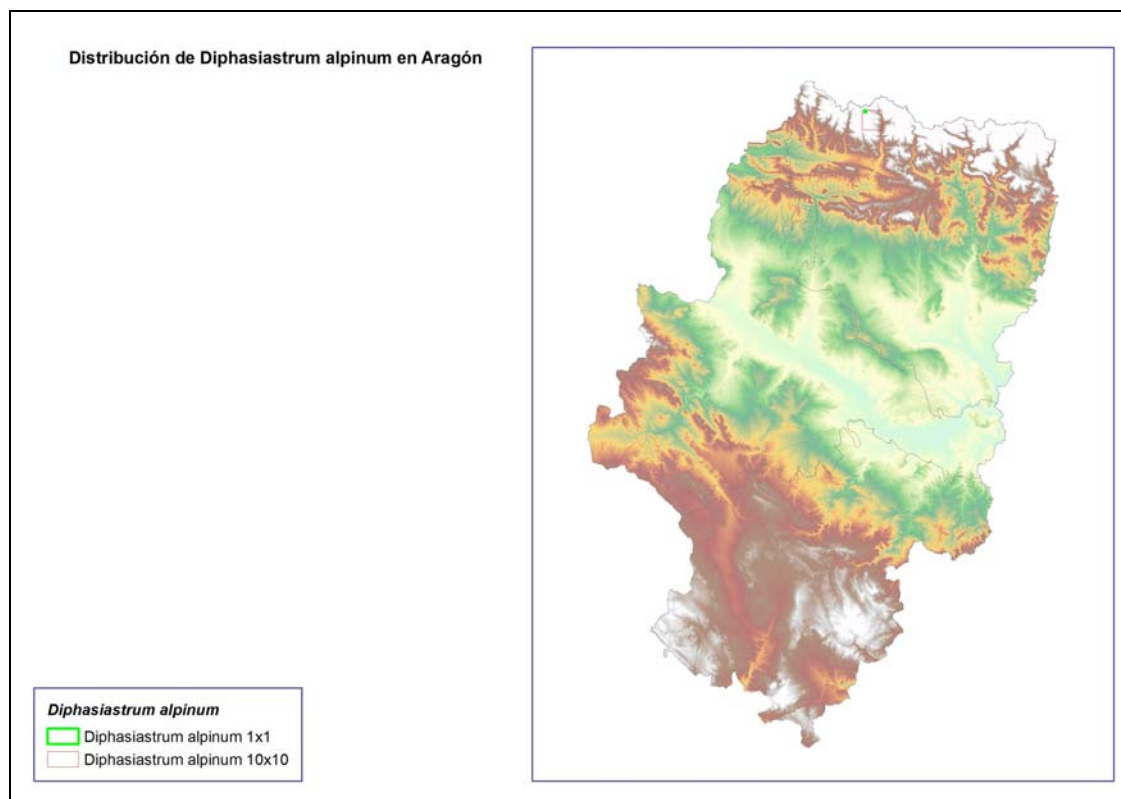 Distribución de Diphasiastrum alpinum en Aragón
Diphasiastrum alpinum
Diphasiastrum alpinum 1x1
Diphasiastrum alpinum 10x10